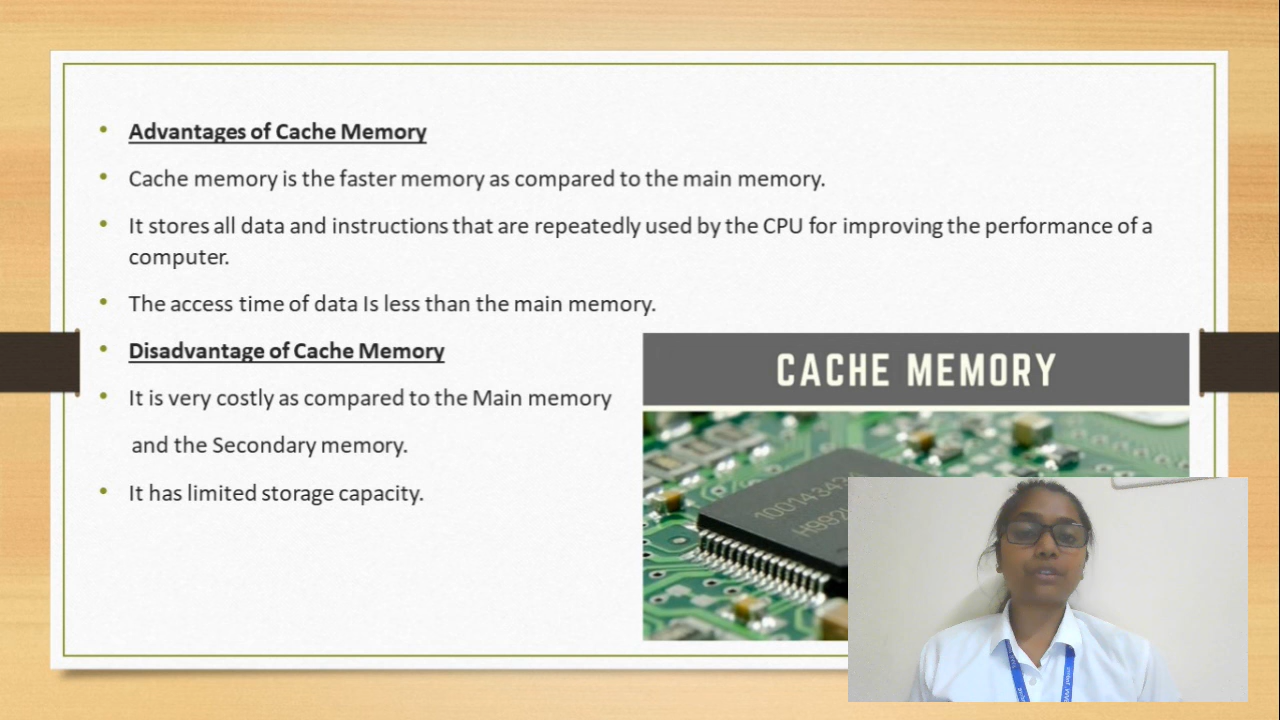 Advantages of Cache Memory
Cache memory is the faster memory as compared to the main memory.
It stores all data and instructions that are repeatedly used by the CPU for improving the performance of a
computer.
The access time of data Is less than the main memory.
Disadvantage of Cache Memory
It is very costly as compared to the Main memory
and the Secondary memory.
It has limited storage capacity.
CACHE MEMORY